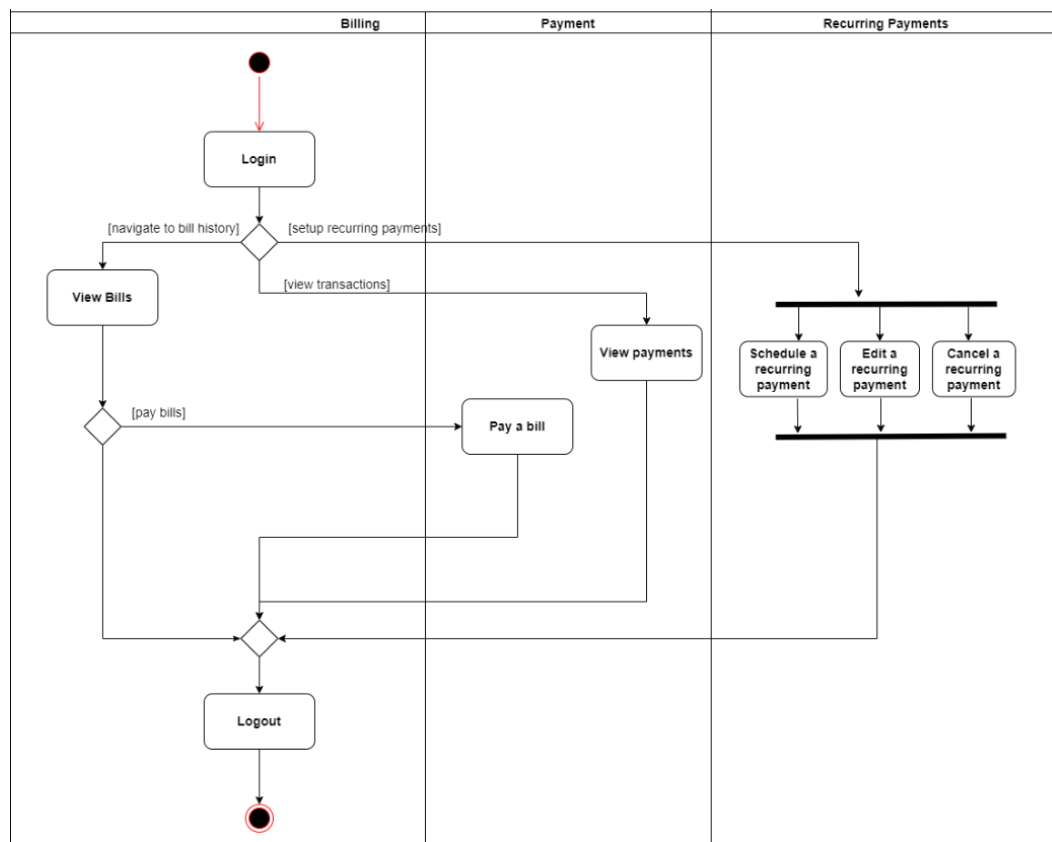 Billing
Payment
Recurring Payments
Login
[navigate to bill history]
[setup recurring payments]
View Bills
[view transactions]
View payments
Schedule a
recurring
payment
Edit a
recurring
payment
Cancel a
recurring
payment
[pay bills]
Pay a bill
Logout